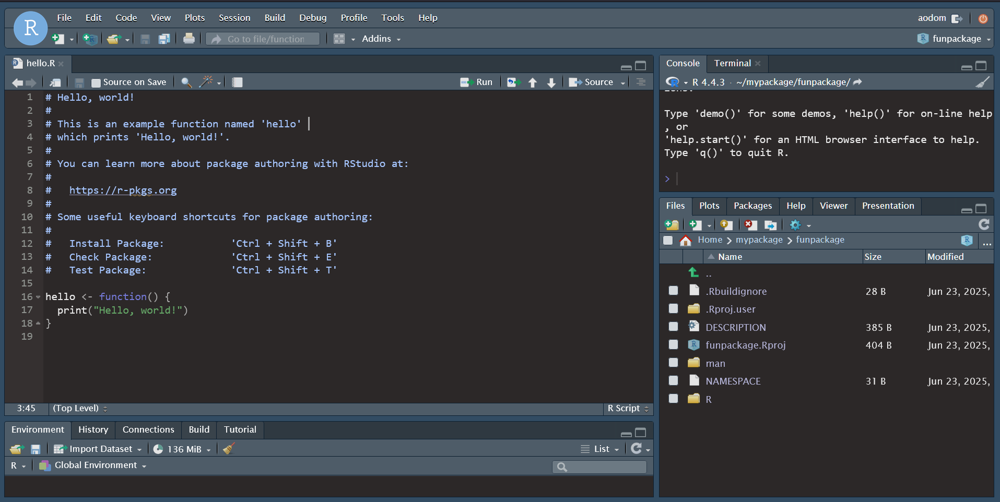 R
File Edit Code View Plots Session Build Debug Profile Tools Help
aodom
Go to file/function
Addins
funpackage
hello.R
Source on Save
Run
Source
1 # Hello, world!
2 #
3 # This is an example function named 'hello'
4 # which prints 'Hello, world!'.
5 #
6 # You can learn more about package authoring with RStudio at:
7 #
8 #   https://r-pkgs.org
9 #
10 # Some useful keyboard shortcuts for package authoring:
11 #
12 #   Install Package:           'Ctrl + Shift + B'
13 #   Check Package:             'Ctrl + Shift + E'
14 #   Test Package:              'Ctrl + Shift + T'
15
16 hello <- function() {
17   print("Hello, world!")
18 }
19
3:45 (Top Level) R Script
Environment History Connections Build Tutorial
Import Dataset 136 MiB List
R Global Environment
Console Terminal
R 4.4.3 · ~/mypackage/funpackage/
Type 'demo()' for some demos, 'help()' for on-line help
, or
'help.start()' for an HTML browser interface to help.
Type 'q()' to quit R.
>
Files Plots Packages Help Viewer Presentation
Home mypackage funpackage ...
Name Size Modified
..
.Rbuildignore 28 B Jun 23, 2025,
.Rproj.user
DESCRIPTION 385 B Jun 23, 2025,
funpackage.Rproj 404 B Jun 23, 2025,
man
NAMESPACE 31 B Jun 23, 2025,
R